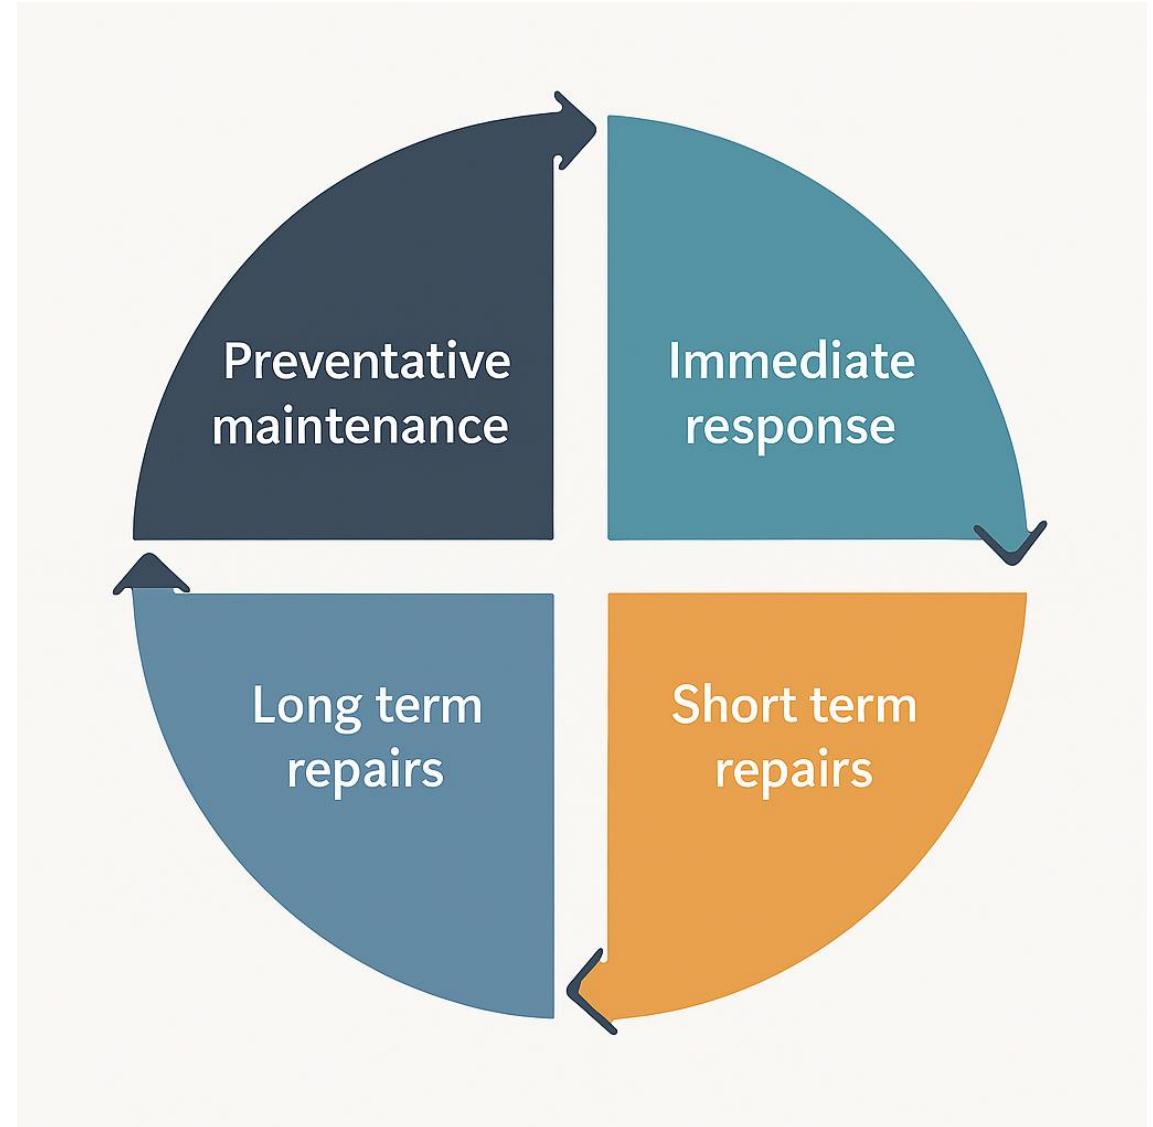 Preventative
maintenance
Immediate
response
Long term
repairs
Short term
repairs